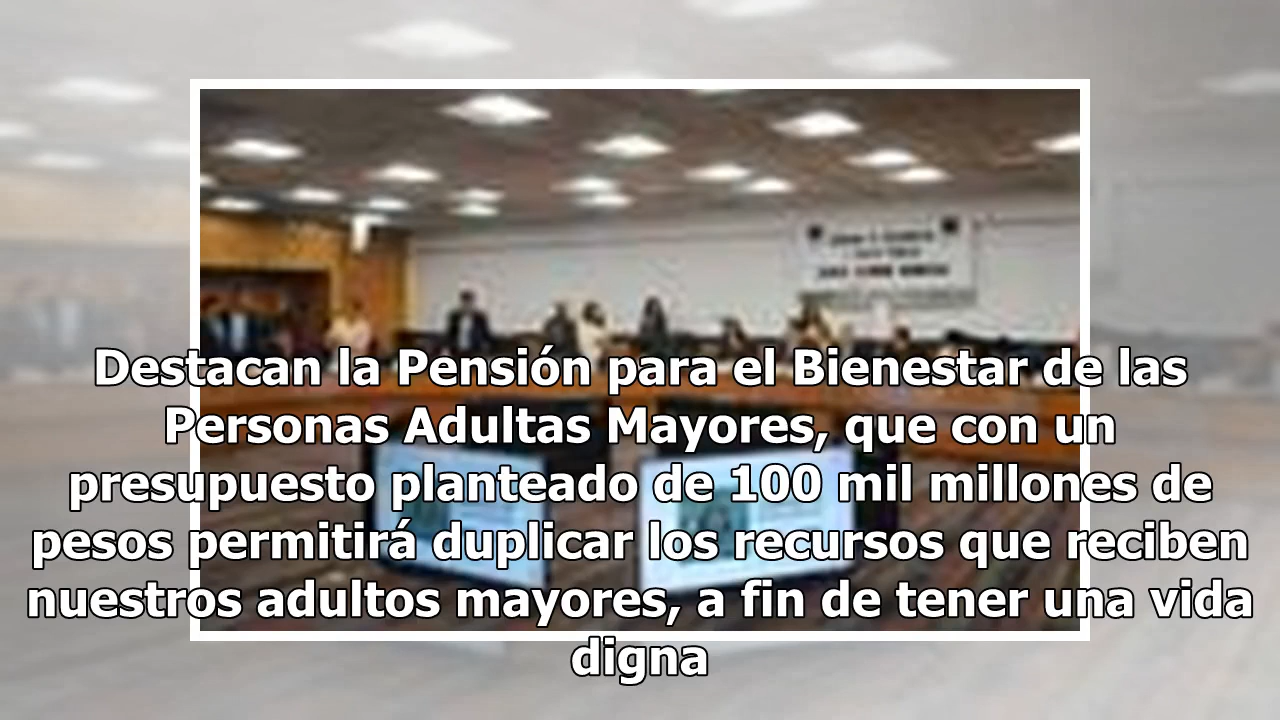 Destacan la Pensión para el Bienestar de las
Personas Adultas Mayores, que con un
presupuesto planteado de 100 mil millones de
pesos permitirá duplicar los recursos que reciben
nuestros adultos mayores, a fin de tener una vida
digna